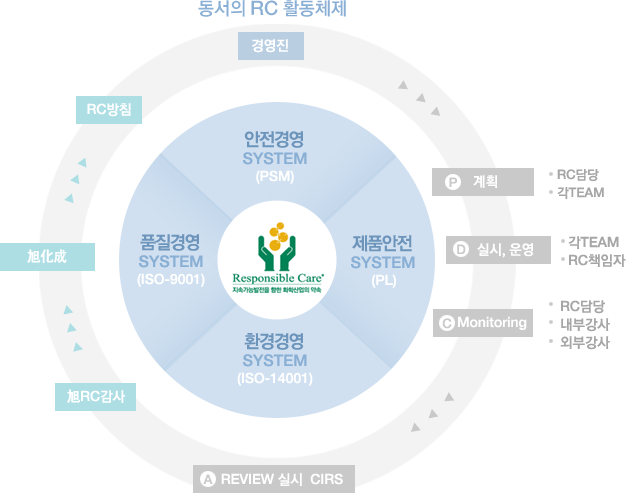 동서의 RC 활동체제
경영진
RC방침
안전경영
SYSTEM
(PSM)
P 계획
• RC담당
• 각TEAM
품질경영
SYSTEM
(ISO-9001)
Responsible Care®
지속가능발전을 향한 화학산업의 약속
제품안전
SYSTEM
(PL)
旭化成
D 실시, 운영
• 각TEAM
• RC책임자
환경경영
SYSTEM
(ISO-14001)
C Monitoring
• RC담당
• 내부강사
• 외부강사
旭RC감사
A REVIEW 실시 CIRS